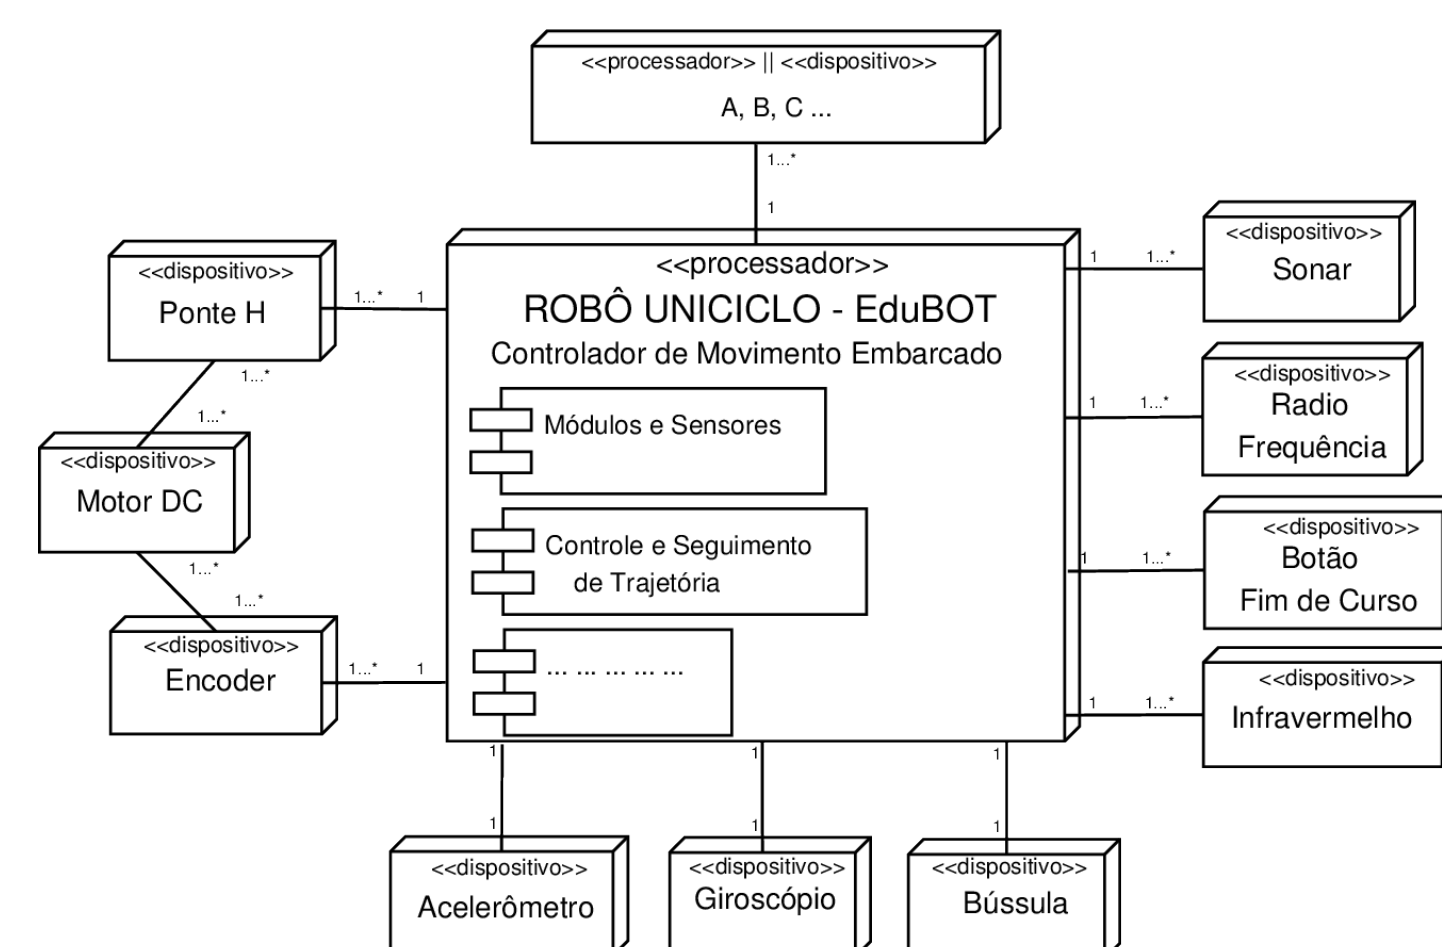 <<processador>> || <<dispositivo>>
A, B, C ...
1...*
1
<<dispositivo>>
Ponte H
1...*
1
1...*
1...*
<<dispositivo>>
Motor DC
1...*
1...*
<<dispositivo>>
Encoder
1...*
1
<<processador>>
ROBÔ UNICICLO - EduBOT
Controlador de Movimento Embarcado
Módulos e Sensores
Controle e Seguimento
de Trajetória
... ... ... ... ...
1
1...*
<<dispositivo>>
Sonar
1
1...*
<<dispositivo>>
Radio
Frequência
1
1...*
<<dispositivo>>
Botão
Fim de Curso
1
1...*
<<dispositivo>>
Infravermelho
1
1
<<dispositivo>>
Acelerômetro
1
1
<<dispositivo>>
Giroscópio
1
1
<<dispositivo>>
Bússula